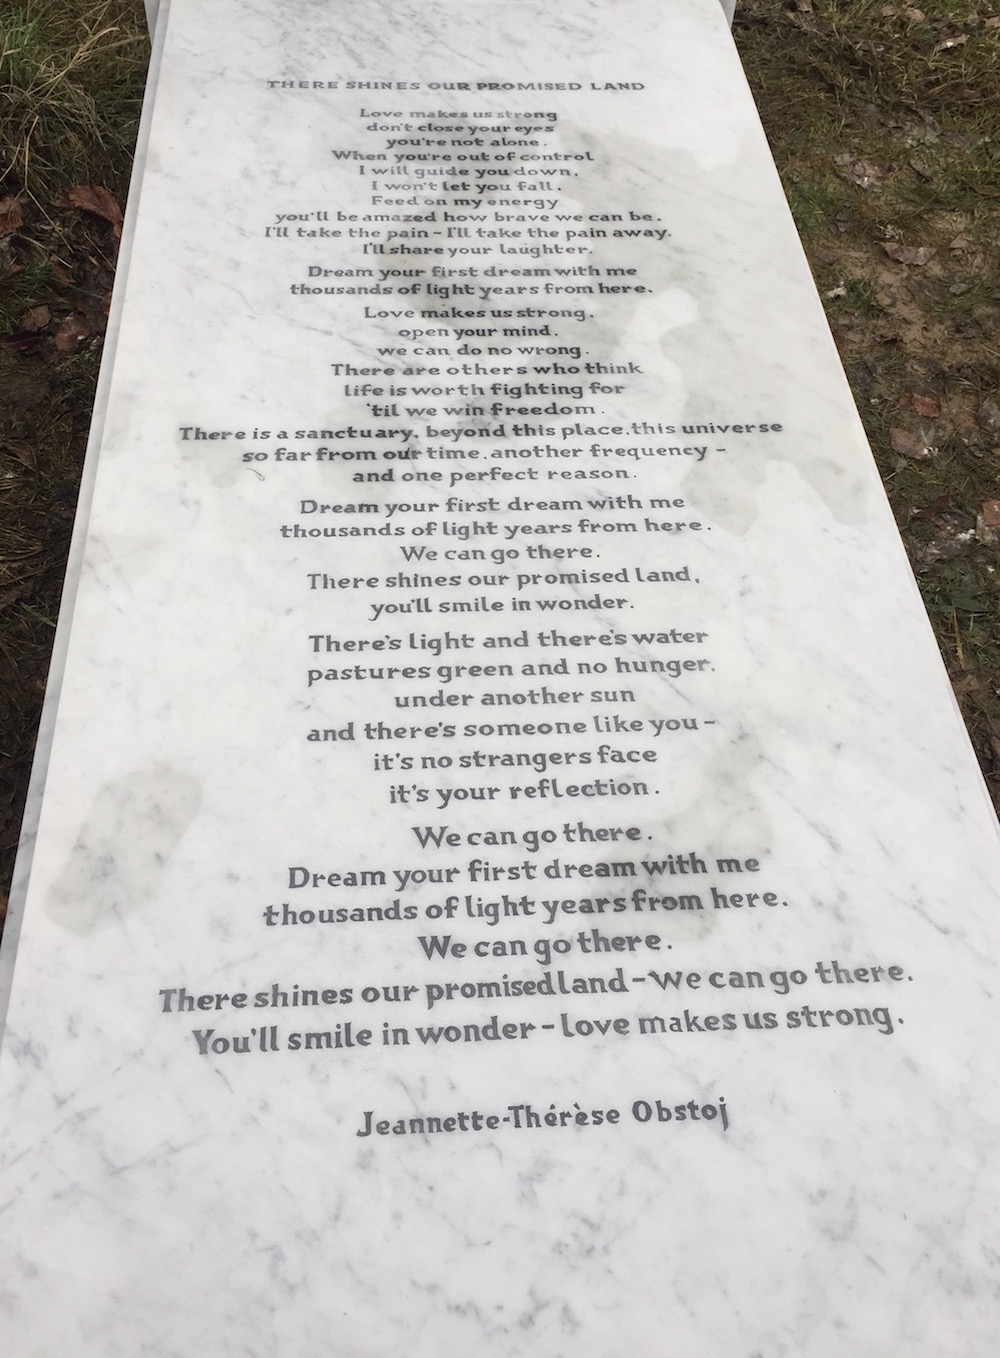 THERE SHINES OUR PROMISED LAND
Love makes us strong
don't close your eyes
you're not alone.
When you're out of control
I will guide you down.
I won't let you fall.
Feed on my energy
you'll be amazed how brave we can be.
I'll take the pain - I'll take the pain away.
I'll share your laughter.
Dream your first dream with me
thousands of light years from here.
Love makes us strong.
open your mind.
we can do no wrong.
There are others who think
life is worth fighting for
'til we win freedom.
There is a sanctuary, beyond this place, this universe
so far from our time, another frequency -
and one perfect reason.
Dream your first dream with me
thousands of light years from here.
We can go there.
There shines our promised land,
you'll smile in wonder.
There's light and there's water
pastures green and no hunger,
under another sun
and there's someone like you -
it's no strangers face
it's your reflection.
We can go there.
Dream your first dream with me
thousands of light years from here.
We can go there.
There shines our promised land - we can go there.
You'll smile in wonder - love makes us strong.
Jeannette-Thérèse Obstoj